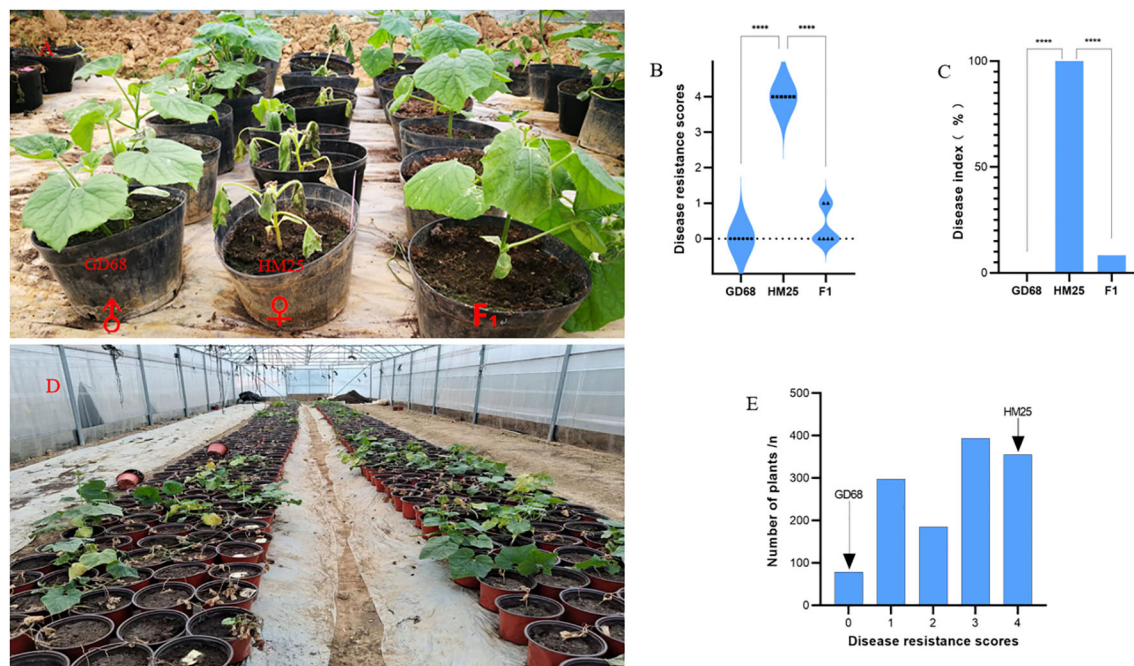 A
GD68
HM25
♂
♀
F₁
B
****
****
Disease resistance scores
4
3
2
1
0
GD68
HM25
F1
C
****
****
Disease index ( % )
100
50
0
GD68
HM25
F1
D
E
Number of plants /n
500
400
300
200
100
0
GD68
HM25
0
1
2
3
4
Disease resistance scores